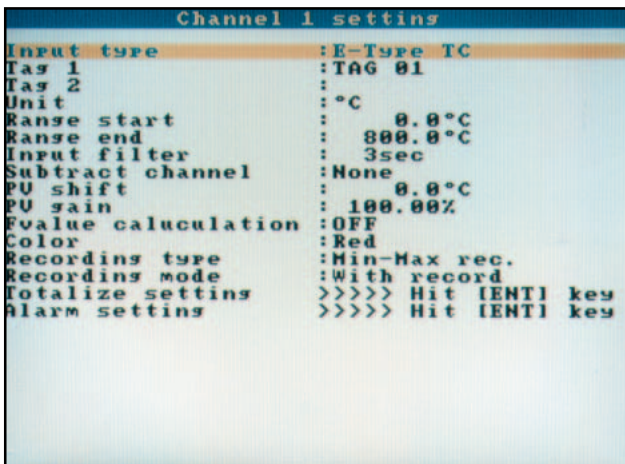 Channel 1 setting
Input type :E-Type TC
Tag 1 :TAG 01
Tag 2 :
Unit :°C
Range start : 0.0°C
Range end : 800.0°C
Input filter : 3sec
Subtract channel :None
PV shift : 0.0°C
PV gain : 100.00%
Fvalue caluculation :OFF
Color :Red
Recording type :Min-Max rec.
Recording mode :With record
Totalize setting >>>>> Hit [ENT] key
Alarm setting >>>>> Hit [ENT] key